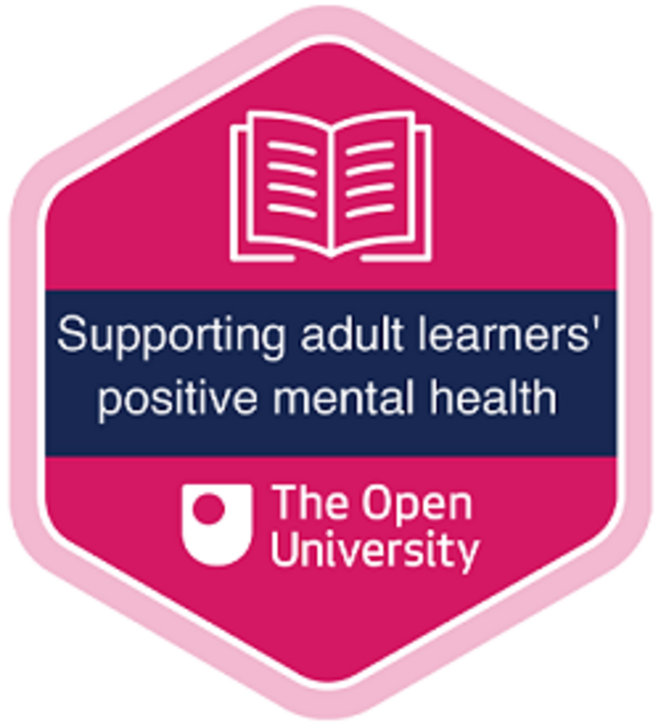 Supporting adult learners'
positive mental health
The Open
University